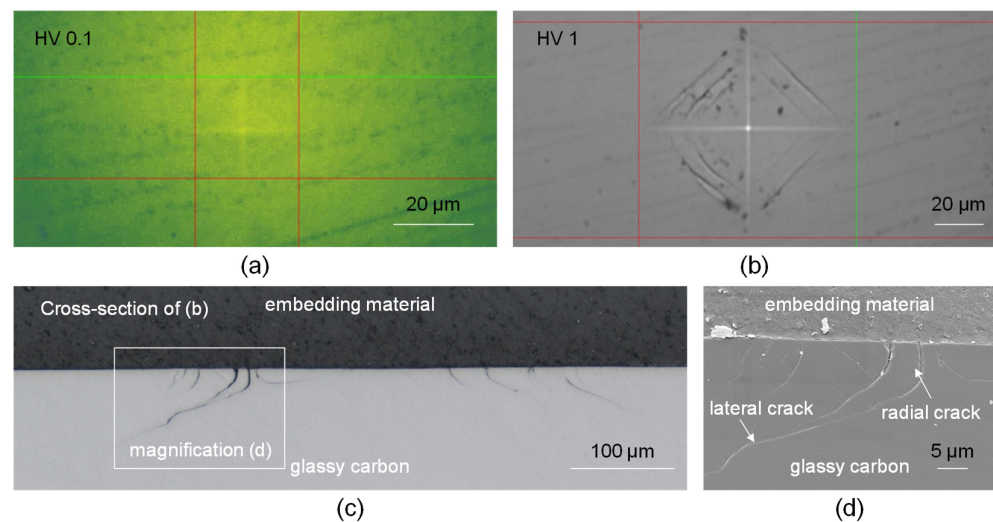 HV 0.1
20 µm
(a)
HV 1
20 µm
(b)
Cross-section of (b)
embedding material
magnification (d)
glassy carbon
100 µm
(c)
embedding material
lateral crack
radial crack
glassy carbon
5 µm
(d)